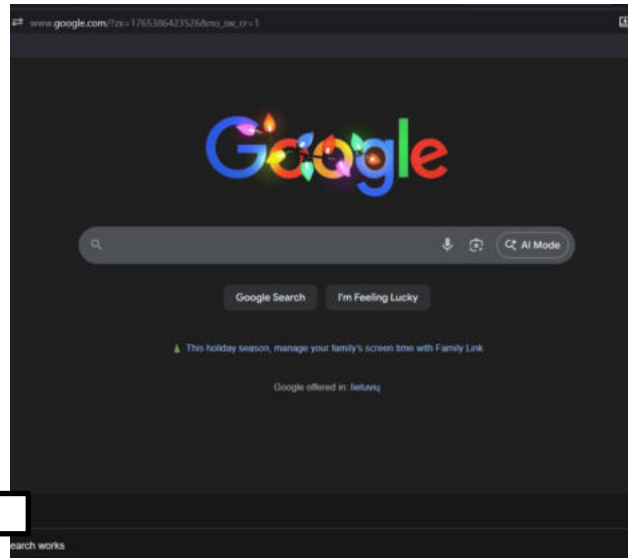 www.google.com/?zx=1765386423526&no_sw_cr=1
Google
AI Mode
Google Search I'm Feeling Lucky
This holiday season, manage your family's screen time with Family Link
Google offered in: lietuvių
earch works